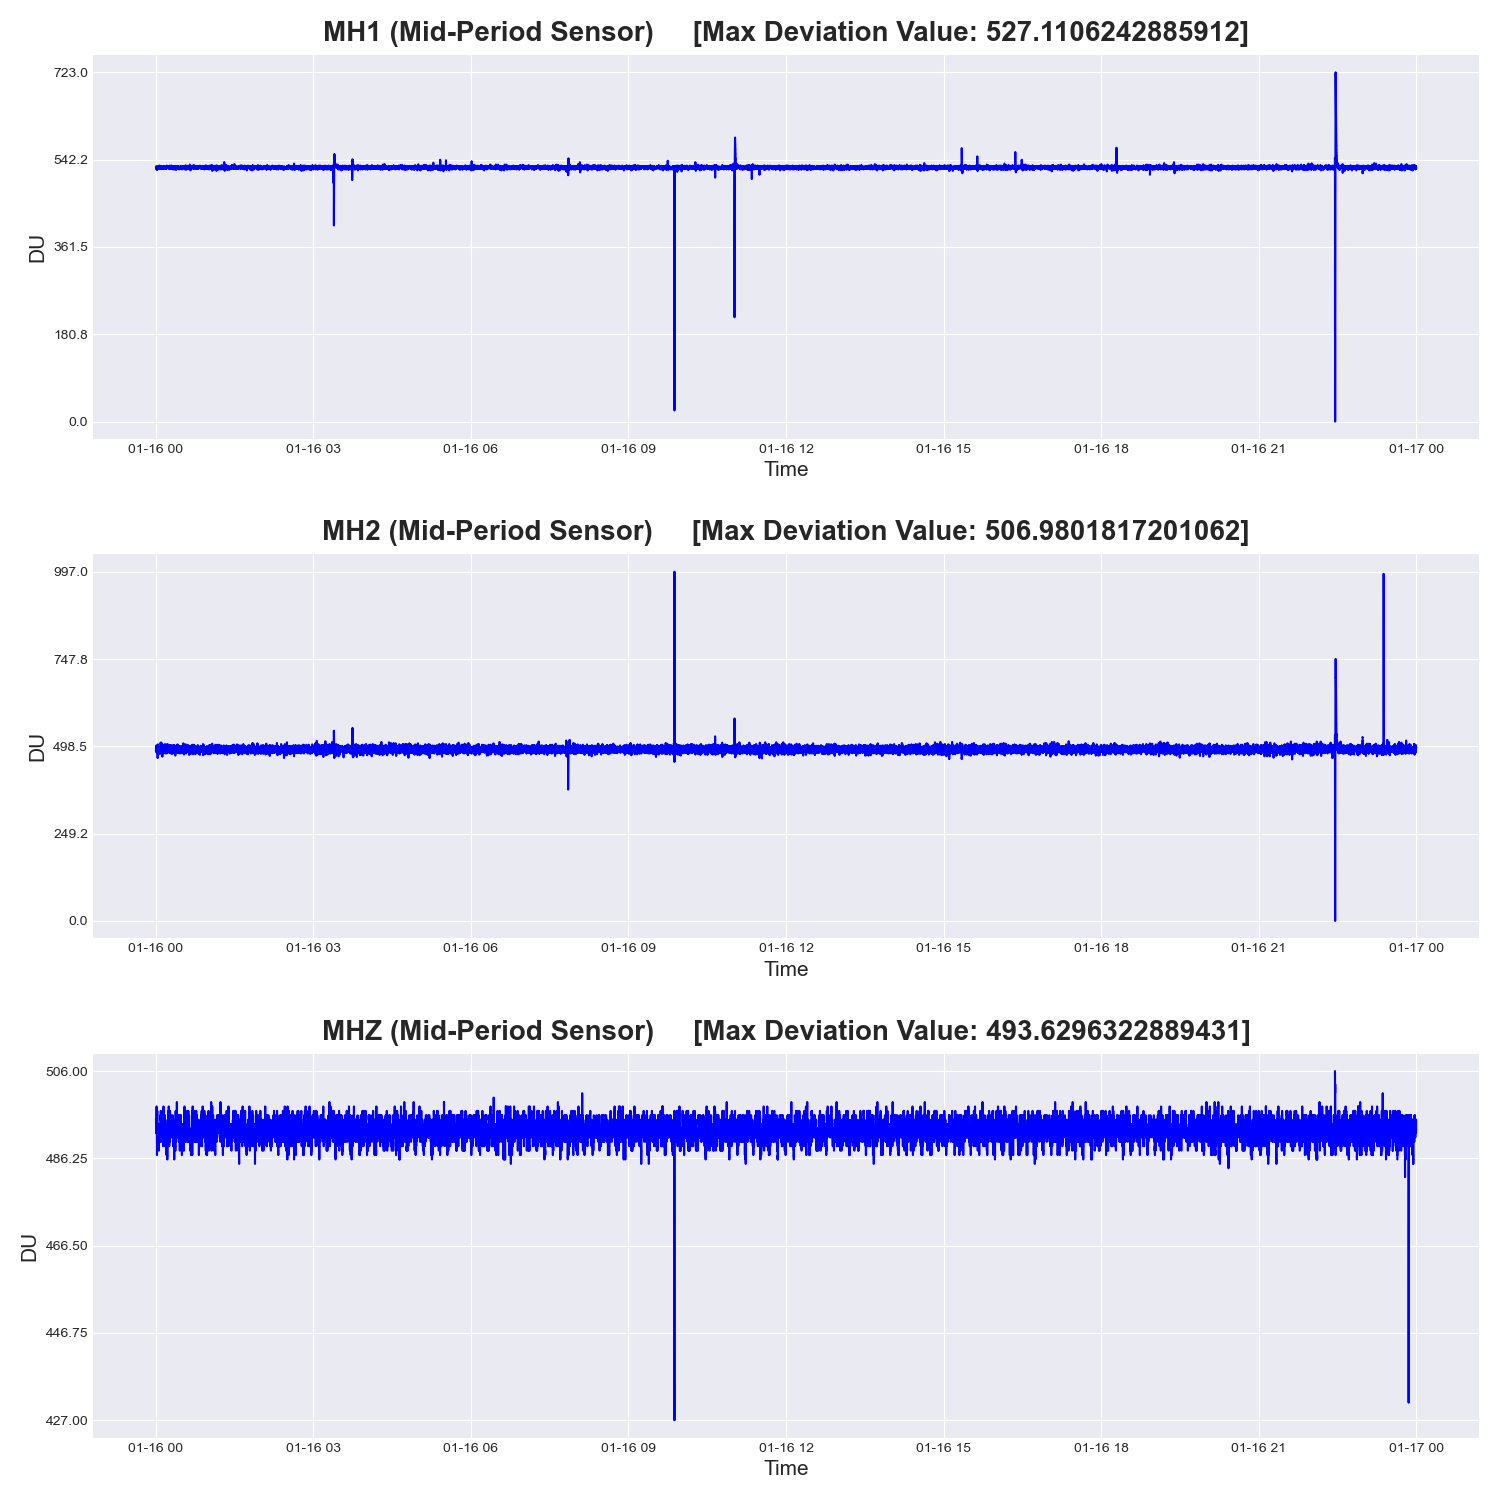 MH1 (Mid-Period Sensor) [Max Deviation Value: 527.1106242885912]
DU
723.0
542.2
361.5
180.8
0.0
01-16 00 01-16 03 01-16 06 01-16 09 01-16 12 01-16 15 01-16 18 01-16 21 01-17 00
Time
MH2 (Mid-Period Sensor) [Max Deviation Value: 506.9801817201062]
DU
997.0
747.8
498.5
249.2
0.0
01-16 00 01-16 03 01-16 06 01-16 09 01-16 12 01-16 15 01-16 18 01-16 21 01-17 00
Time
MHZ (Mid-Period Sensor) [Max Deviation Value: 493.6296322889431]
DU
506.00
486.25
466.50
446.75
427.00
01-16 00 01-16 03 01-16 06 01-16 09 01-16 12 01-16 15 01-16 18 01-16 21 01-17 00
Time